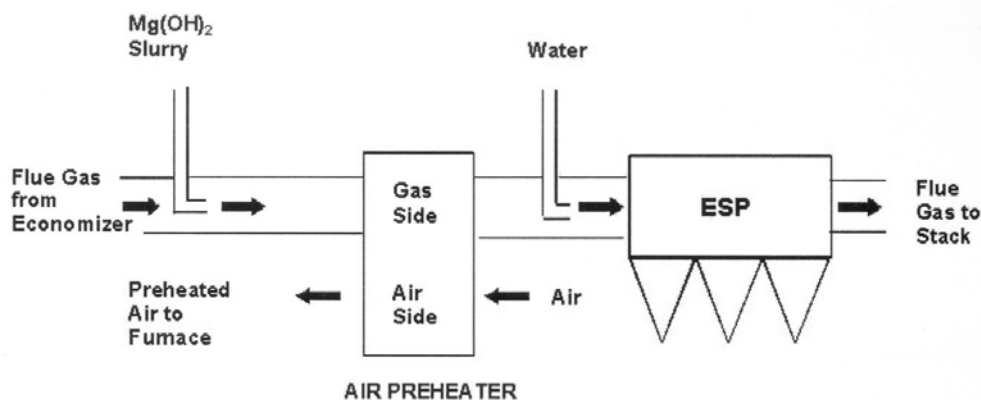 Mg(OH)₂
Slurry
Water
Flue Gas
from
Economizer
Gas
Side
ESP
Flue
Gas to
Stack
Preheated
Air to
Furnace
Air
Side
Air
AIR PREHEATER